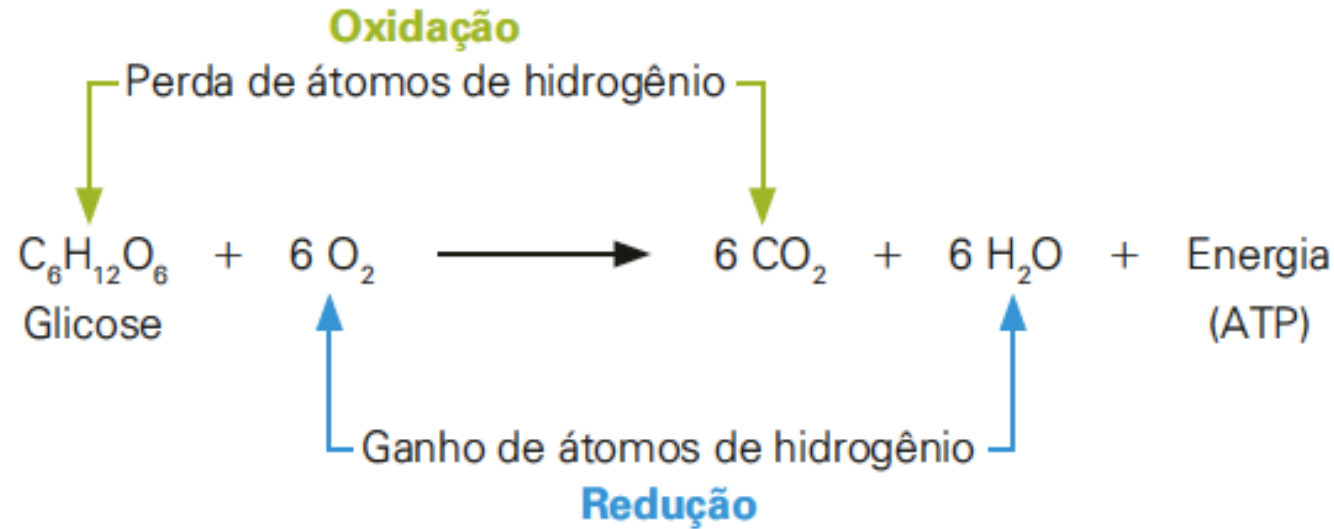 Oxidação
Perda de átomos de hidrogênio
C₆H₁₂O₆ + 6 O₂ ⟶ 6 CO₂ + 6 H₂O + Energia
Glicose (ATP)
Ganho de átomos de hidrogênio
Redução